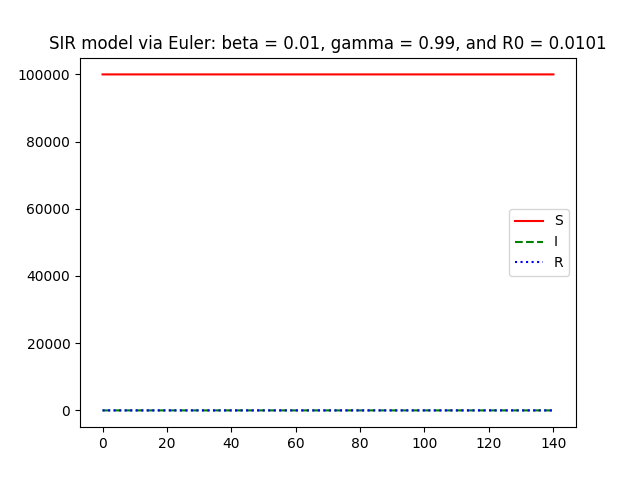 SIR model via Euler: beta = 0.01, gamma = 0.99, and R0 = 0.0101
100000
80000
60000
40000
20000
0
S
I
R
0 20 40 60 80 100 120 140